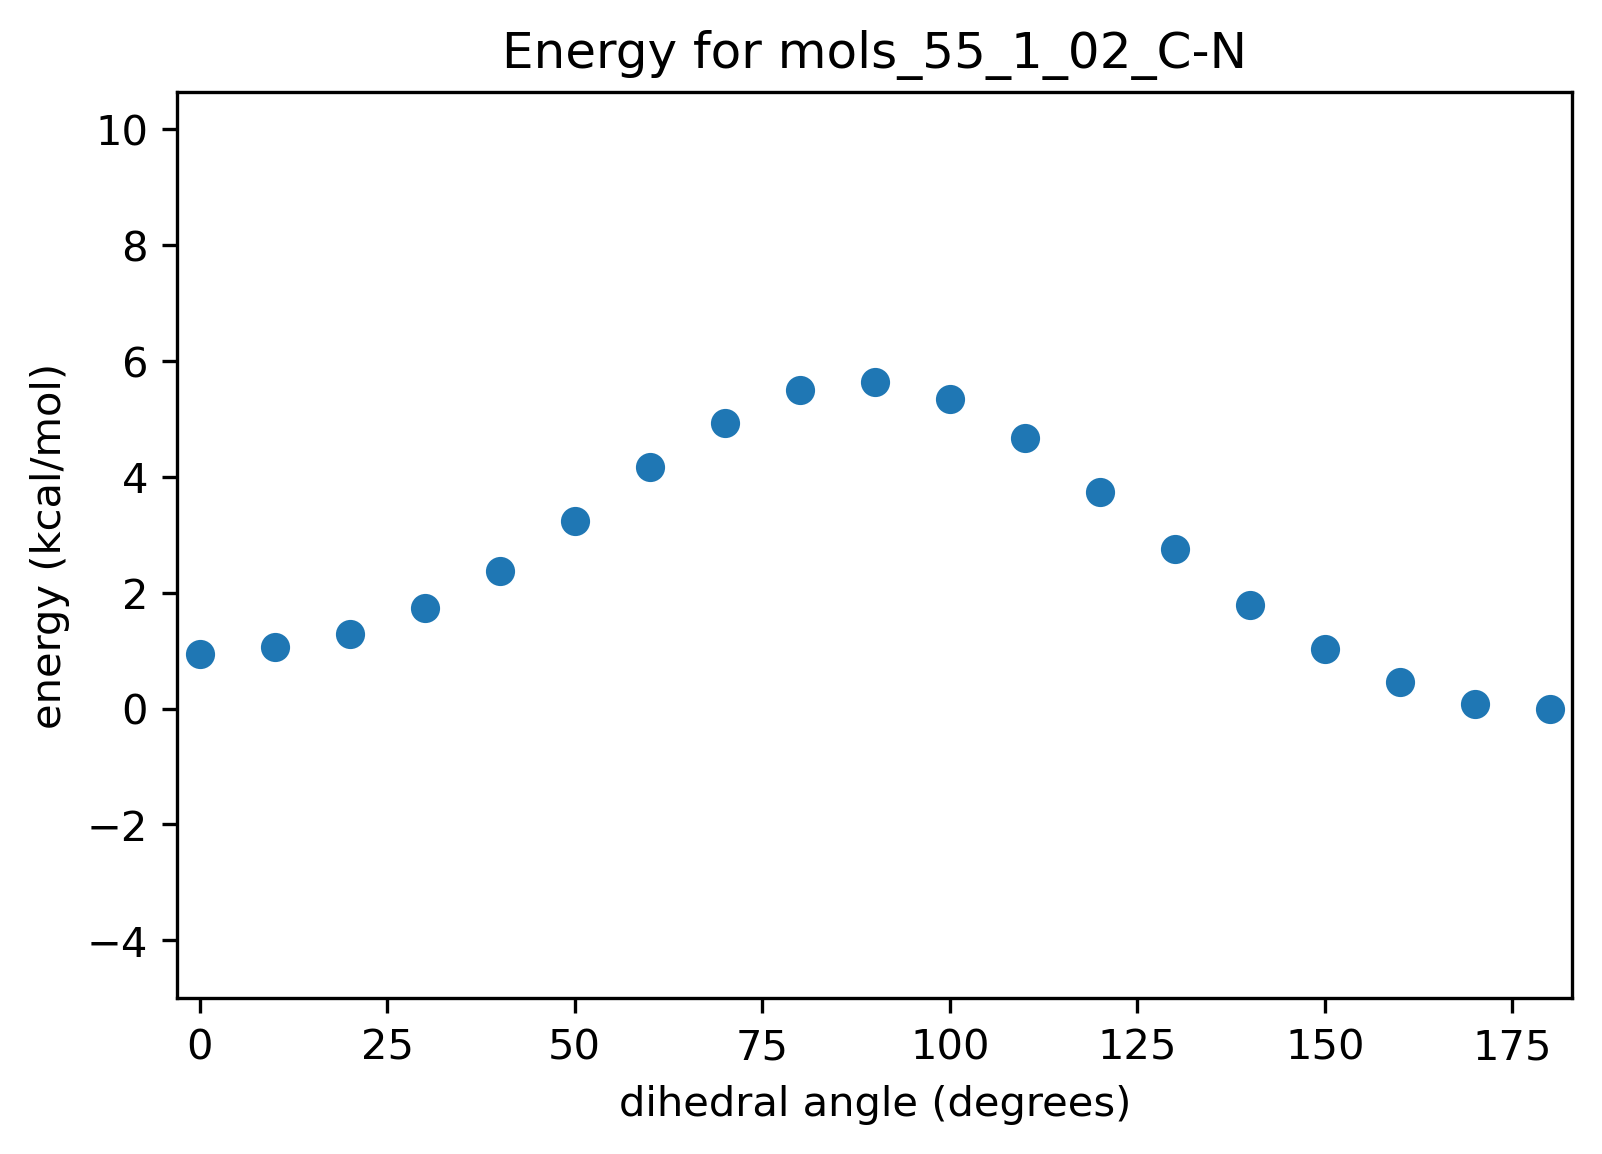 Energy for mols_55_1_02_C-N
10
8
6
4
2
0
−2
−4
energy (kcal/mol)
0 25 50 75 100 125 150 175
dihedral angle (degrees)